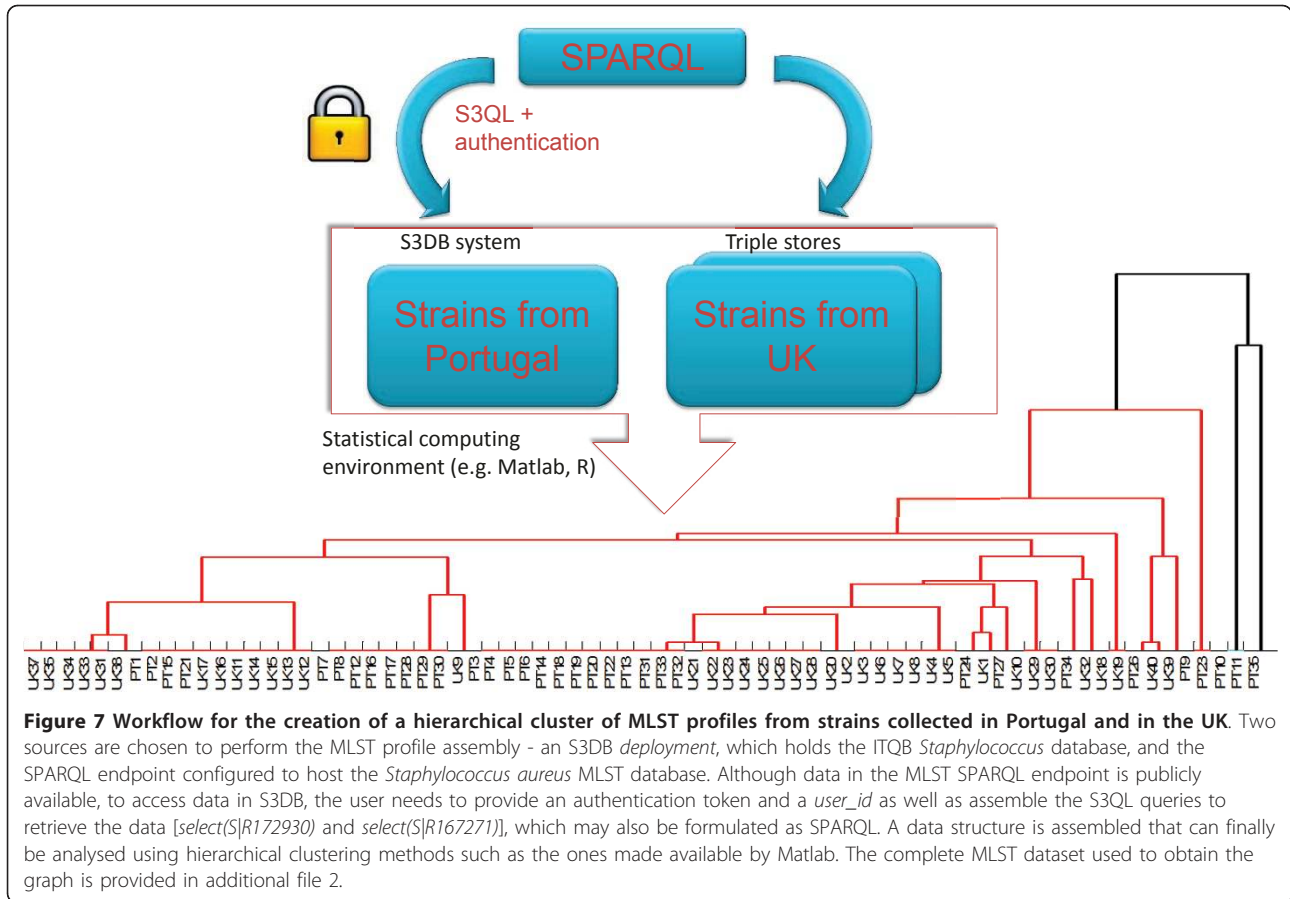 SPARQL
S3QL +
authentication
S3DB system
Triple stores
Strains from
Portugal
Strains from
UK
Statistical computing
environment (e.g. Matlab, R)
UK37
UK35
UK34
UK33
UK31
UK38
PT1
PT2
PT15
PT21
UK17
UK16
UK11
UK14
UK15
UK13
UK12
PT7
PT8
PT12
PT16
PT17
PT28
PT29
PT30
UK9
PT3
PT4
PT5
PT6
PT14
PT18
PT19
PT20
PT22
PT13
PT31
PT33
PT32
UK21
UK22
UK23
UK24
UK25
UK26
UK27
UK28
UK20
UK2
UK3
UK6
UK7
UK8
UK4
UK5
PT24
UK1
PT27
UK10
UK29
UK30
PT34
UK32
UK18
UK19
UK40
UK39
PT9
PT23
PT10
PT11
PT35
Figure 7 Workflow for the creation of a hierarchical cluster of MLST profiles from strains collected in Portugal and in the UK. Two
sources are chosen to perform the MLST profile assembly - an S3DB deployment, which holds the ITQB Staphylococcus database, and the
SPARQL endpoint configured to host the Staphylococcus aureus MLST database. Although data in the MLST SPARQL endpoint is publicly
available, to access data in S3DB, the user needs to provide an authentication token and a user_id as well as assemble the S3QL queries to
retrieve the data [select(S|R172930) and select(S|R167271)], which may also be formulated as SPARQL. A data structure is assembled that can finally
be analysed using hierarchical clustering methods such as the ones made available by Matlab. The complete MLST dataset used to obtain the
graph is provided in additional file 2.